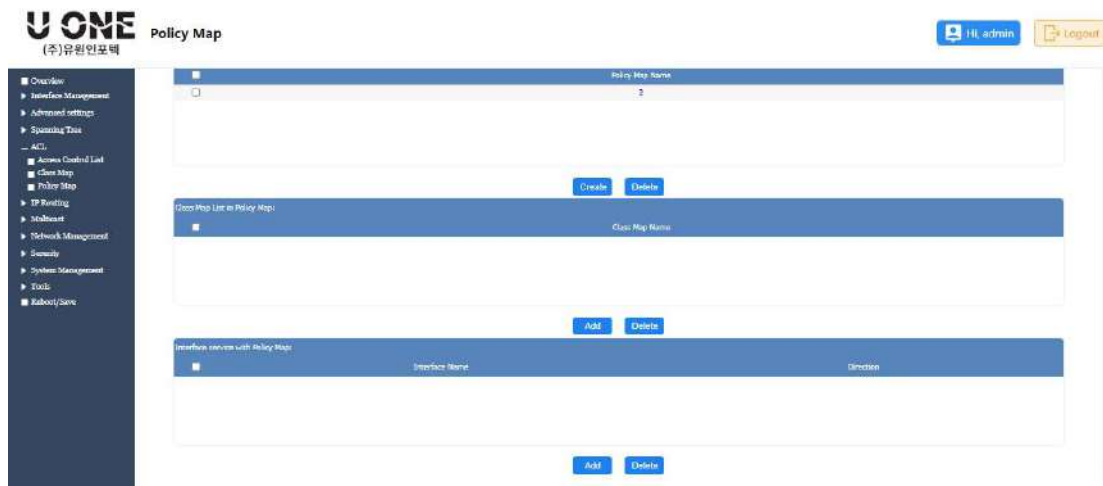 U ONE
(주)유원인포텍
Policy Map
Hi, admin
Logout
Overview
Interface Management
Advanced settings
Spanning Tree
ACL
Access Control List
Class Map
Policy Map
IP Routing
Multicast
Network Management
Security
System Management
Tools
Reboot/Save
Policy Map Name
2
Create Delete
Class Map List in Policy Map:
Class Map Name
Add Delete
Interface service with Policy Map:
Interface Name Direction
Add Delete